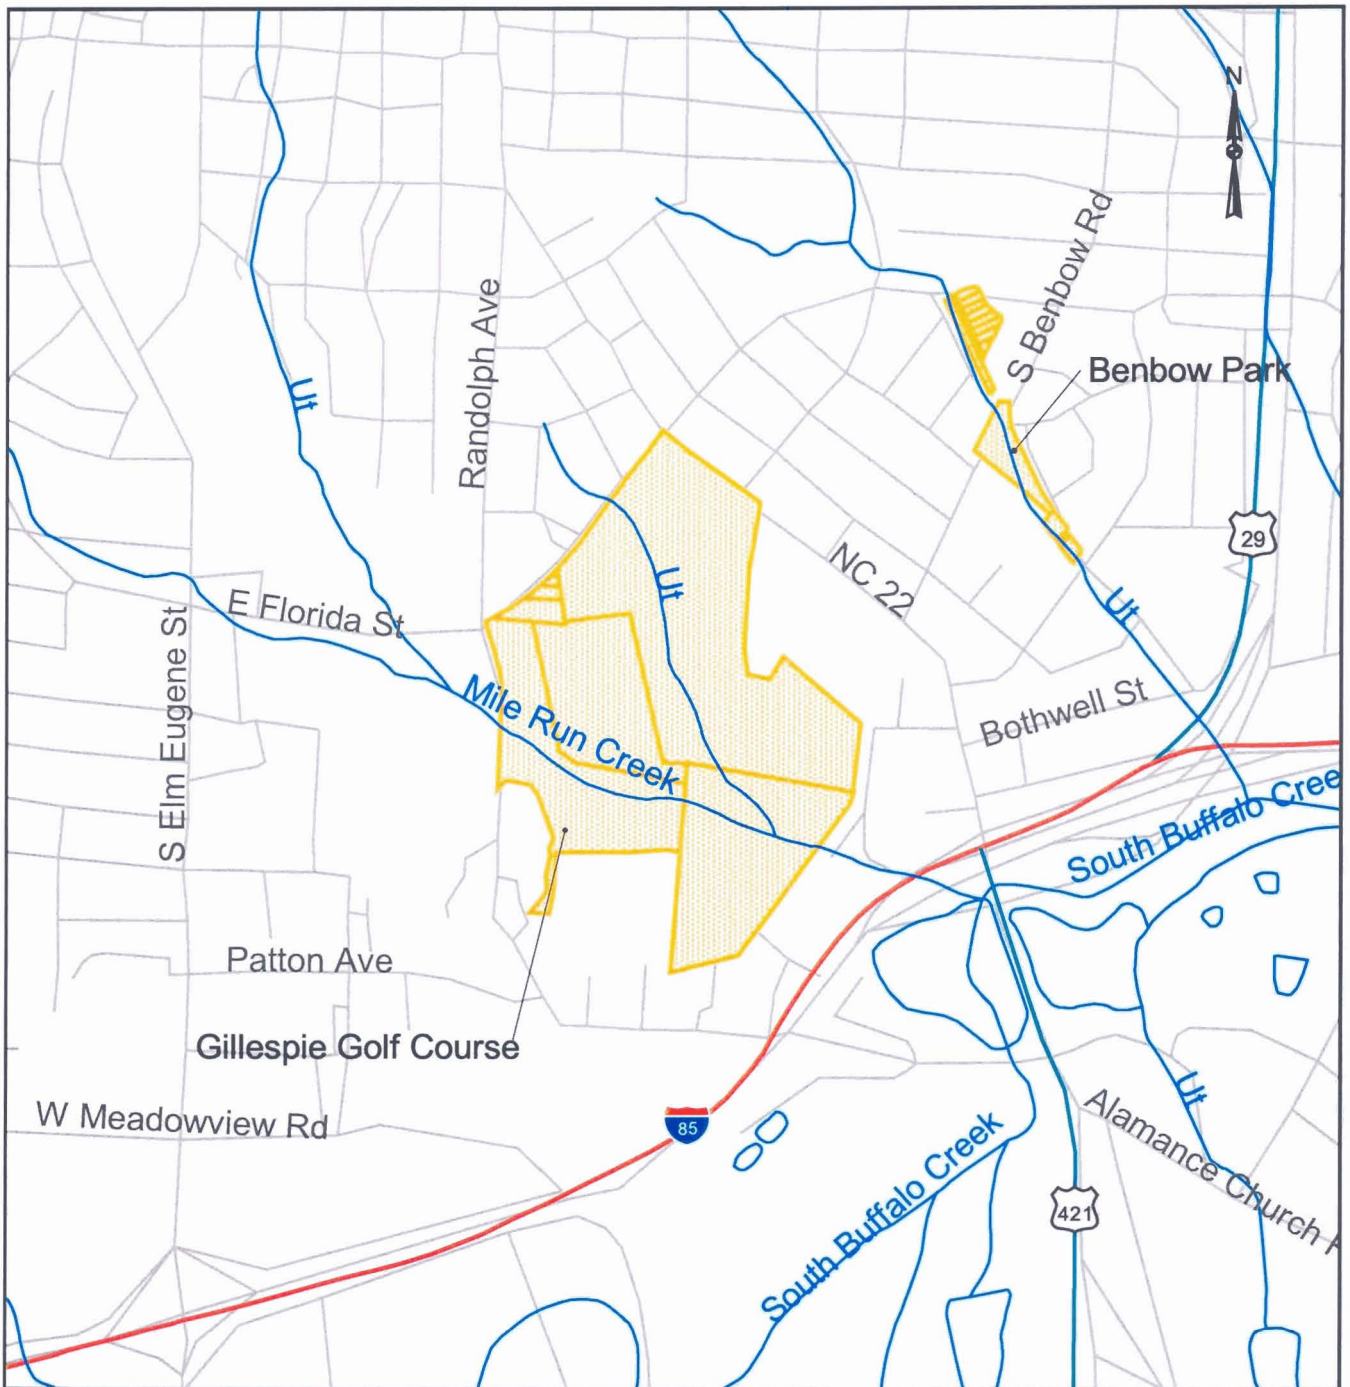 N
S Benbow Rd
Randolph Ave
Benbow Park
Ut
29
NC 22
Ut
Ut
E Florida St
S Elm Eugene St
Mile Run Creek
Bothwell St
South Buffalo Cree
Patton Ave
Gillespie Golf Course
Ut
W Meadowview Rd
85
Alamance Church R
South Buffalo Creek
421